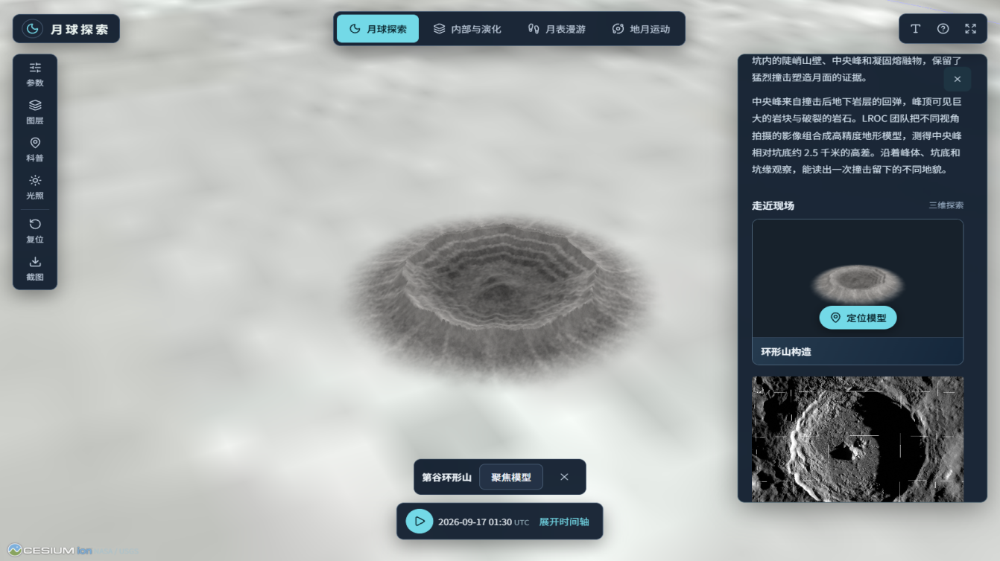 月球探索
月球探索
内部与演化
月表漫游
地月运动
参数
图层
科普
光照
复位
截图
坑内的陡峭山壁、中央峰和凝固熔融物，保留了
猛烈撞击塑造月面的证据。
中央峰来自撞击后地下岩层的回弹，峰顶可见巨
大的岩块与破裂的岩石。LROC 团队把不同视角
拍摄的影像组合成高精度地形模型，测得中央峰
相对坑底约 2.5 千米的高差。沿着峰体、坑底和
坑缘观察，能读出一次撞击留下的不同地貌。
走近现场
三维探索
定位模型
环形山构造
第谷环形山
聚焦模型
2026-09-17 01:30 UTC
展开时间轴
CESIUM ion